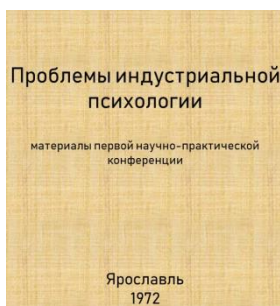 Проблемы индустриальной
психологии
материалы первой научно-практической
конференции
Ярославль
1972